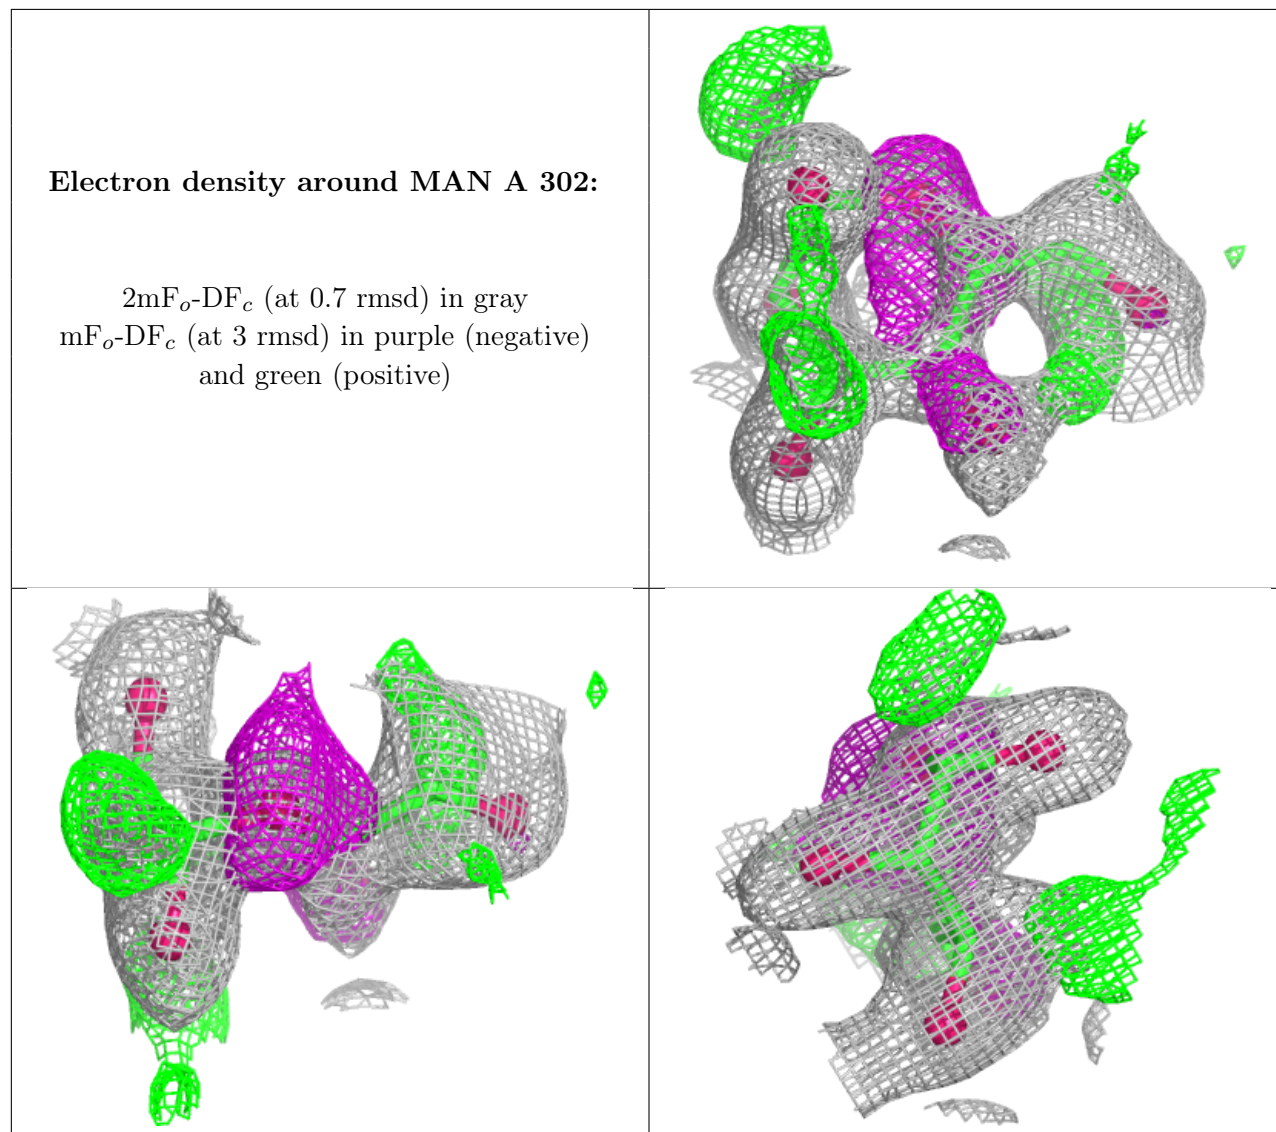 Electron density around MAN A 302:
2mFo-DFc (at 0.7 rmsd) in gray
mFo-DFc (at 3 rmsd) in purple (negative)
and green (positive)